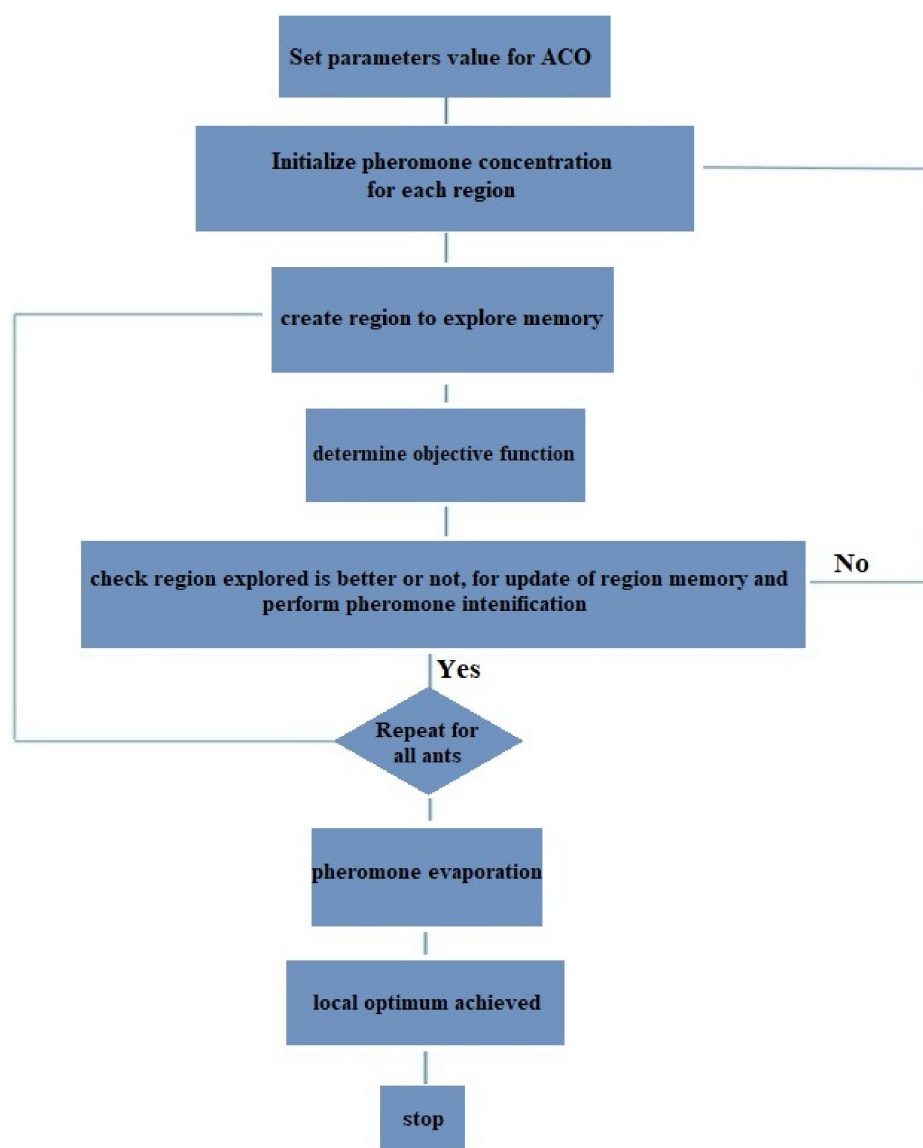 Set parameters value for ACO
Initialize pheromone concentration
for each region
create region to explore memory
determine objective function
check region explored is better or not, for update of region memory and
perform pheromone intenification
No
Yes
Repeat for
all ants
pheromone evaporation
local optimum achieved
stop